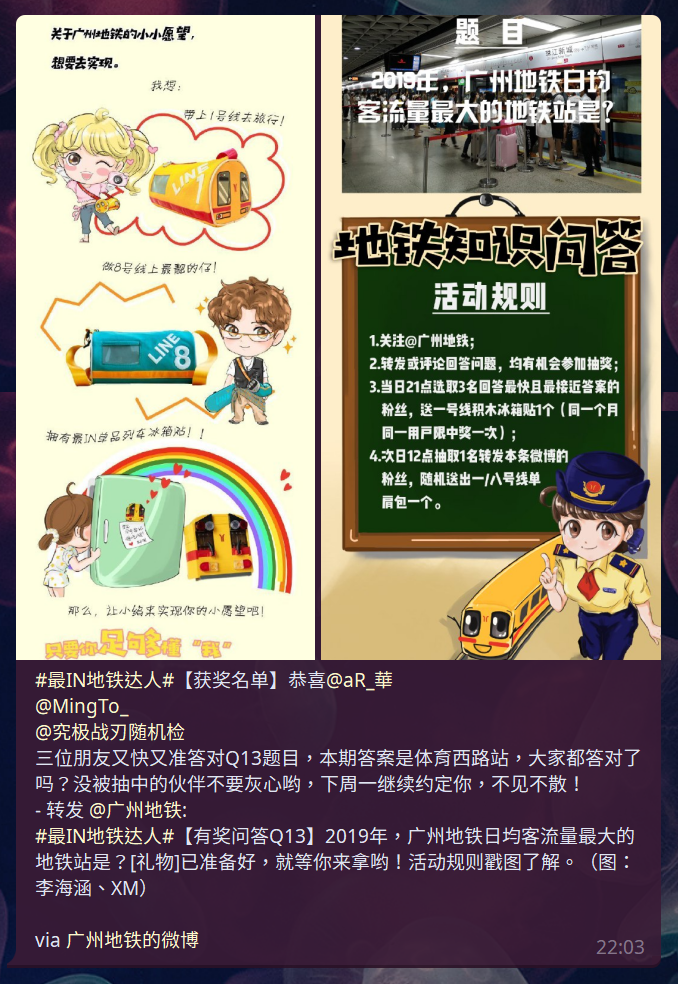 关于广州地铁的小小愿望，
想要去实现。
我想：
带上1号线去旅行！
LINE 1
做8号线上最靓的仔！
LINE 8
拥有最IN单品列车冰箱贴！！
那么，让小编来实现你的小愿望吧！
只要你足够懂“我”
题目
2019年，广州地铁日均
客流量最大的地铁站是？
珠江新城
地铁知识问答
活动规则
1.关注@广州地铁；
2.转发或评论回答问题，均有机会参加抽奖；
3.当日21点选取3名回答最快且最接近答案的
粉丝，送一号线积木冰箱贴1个（同一个月
同一用户限中奖一次）；
4.次日12点抽取1名转发本条微博的
粉丝，随机送出一/八号线单
肩包一个。
#最IN地铁达人#【获奖名单】恭喜@aR_華
@MingTo_
@究极战刃随机检
三位朋友又快又准答对Q13题目，本期答案是体育西路站，大家都答对了
吗？没被抽中的伙伴不要灰心哟，下周一继续约定你，不见不散！
- 转发 @广州地铁:
#最IN地铁达人#【有奖问答Q13】2019年，广州地铁日均客流量最大的
地铁站是？[礼物]已准备好，就等你来拿哟！活动规则戳图了解。（图：
李海涵、XM）
via 广州地铁的微博
22:03